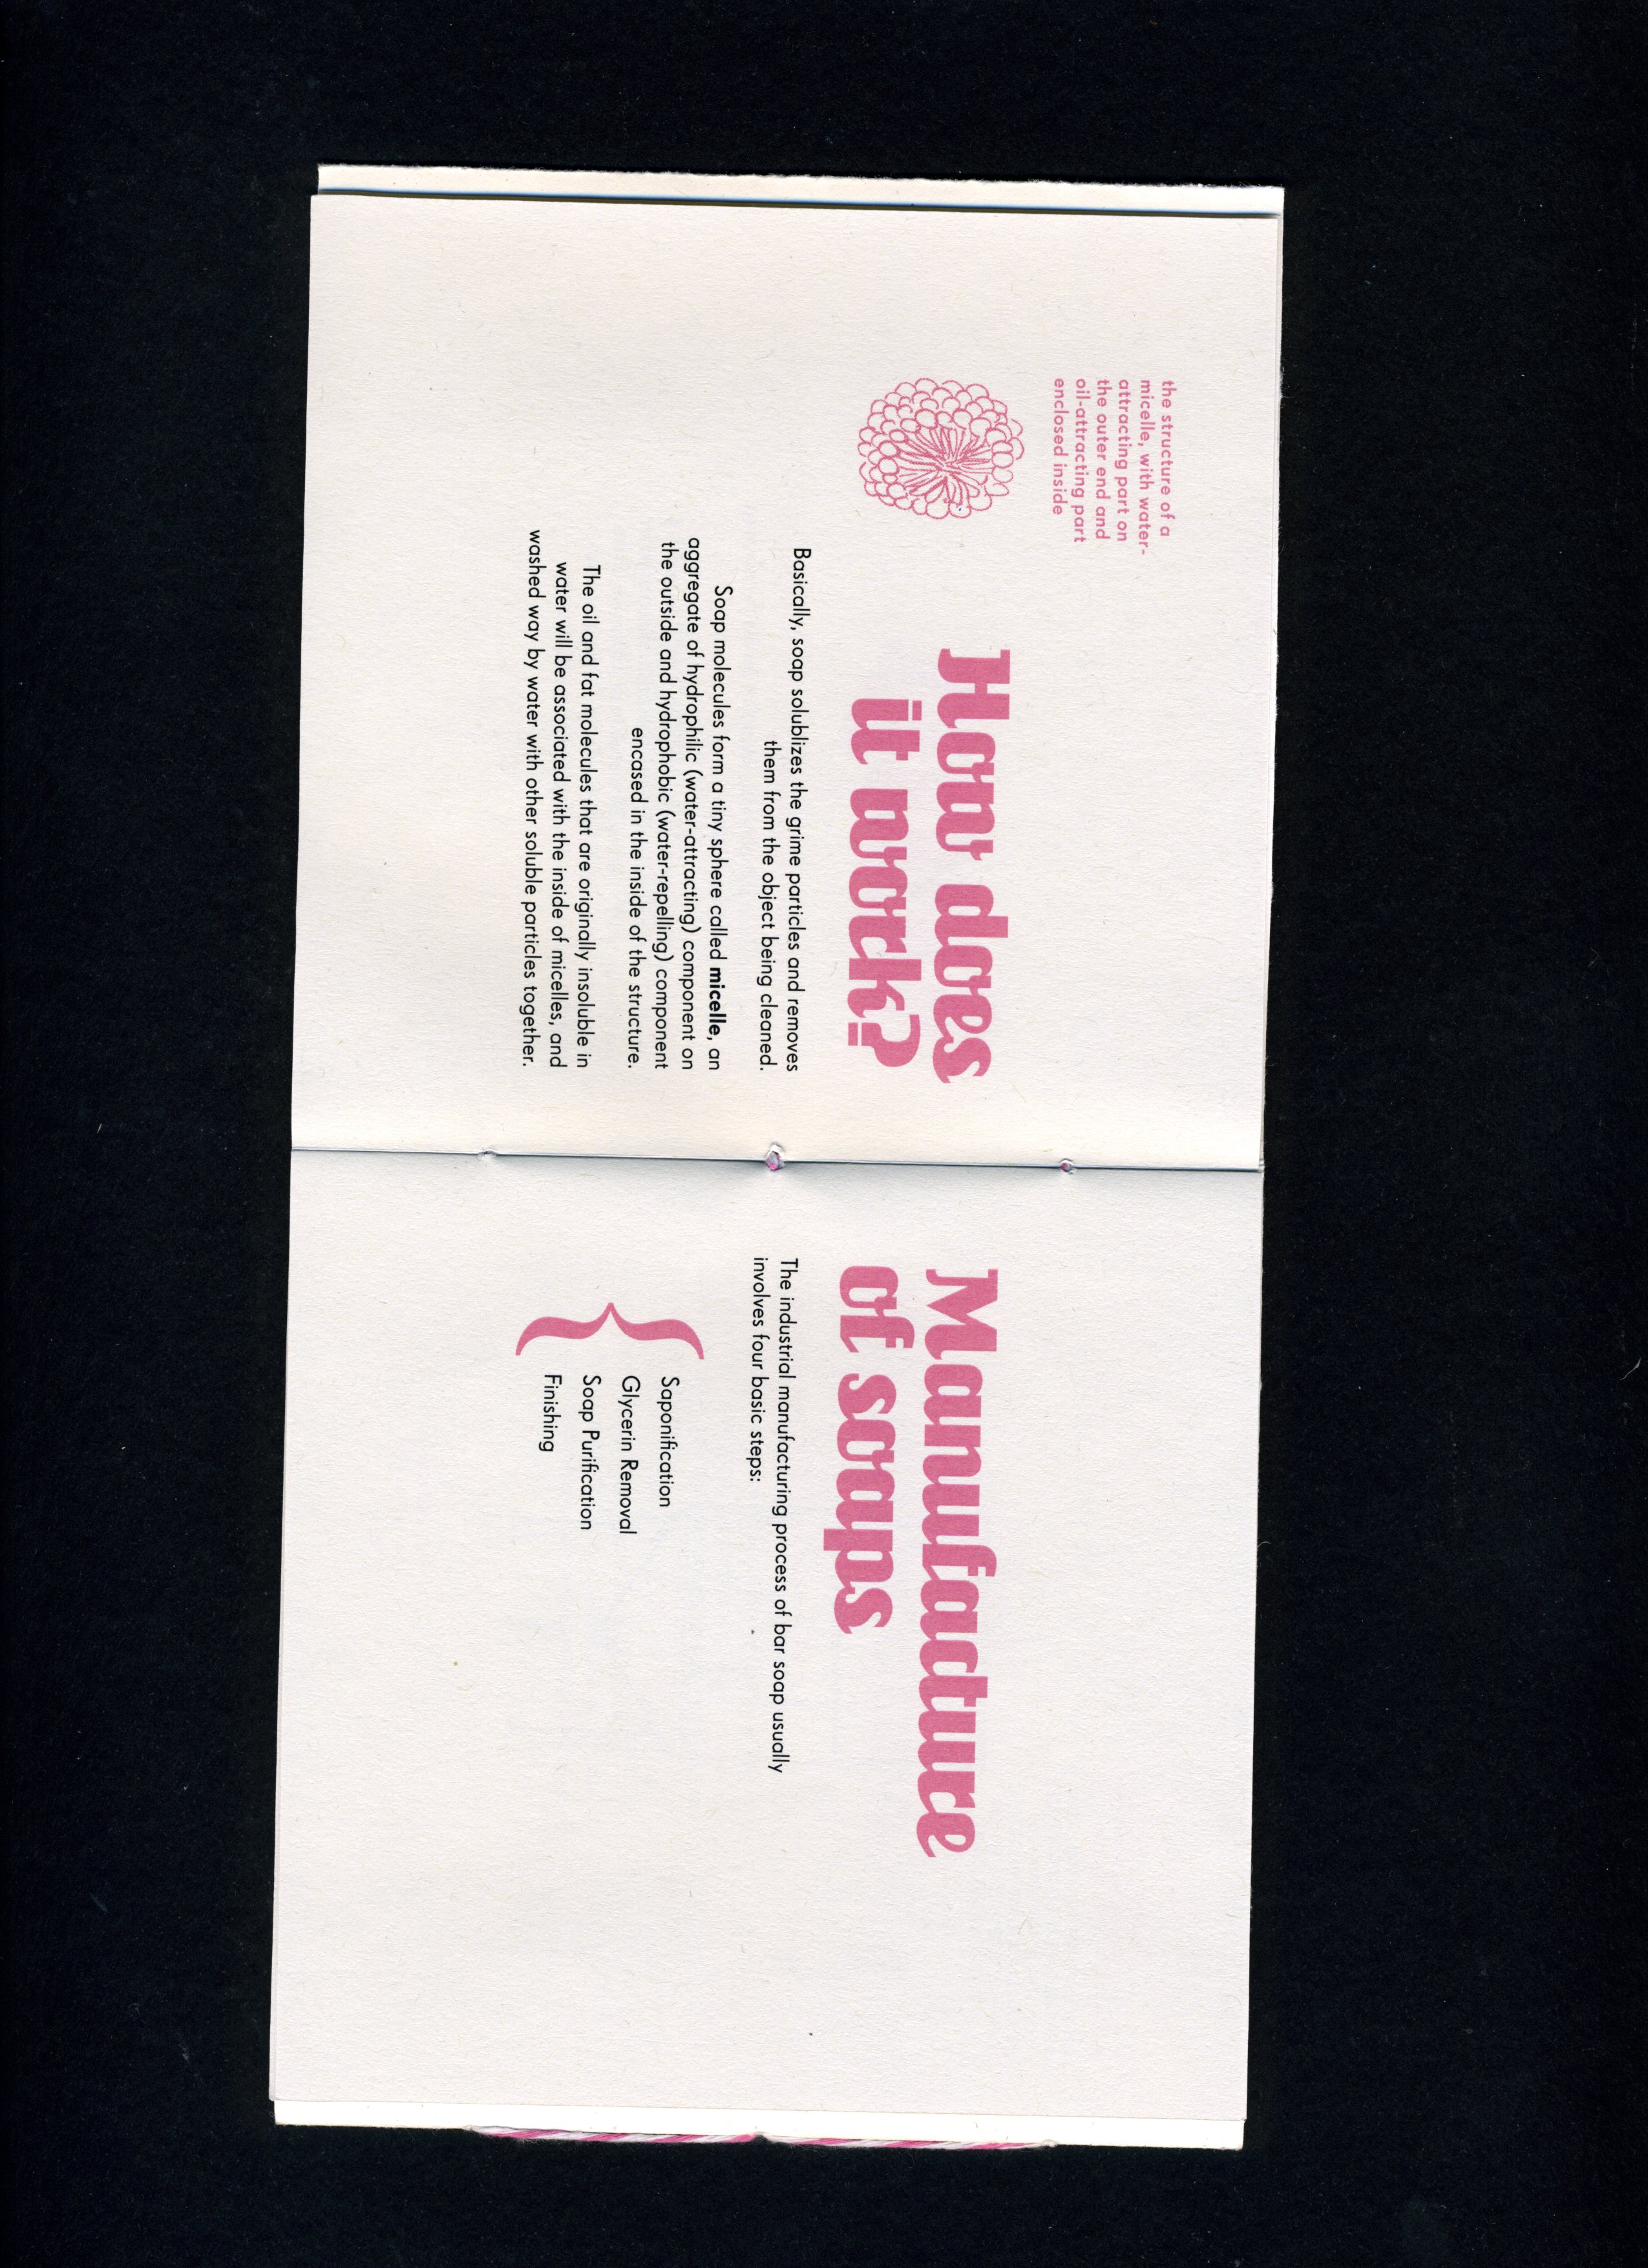 the structure of a
micelle, with water-
attracting part on
the outer end and
oil-attracting part
enclosed inside
How does
it work?
Basically, soap solublizes the grime particles and removes
them from the object being cleaned.
Soap molecules form a tiny sphere called micelle, an
aggregate of hydrophilic (water-attracting) component on
the outside and hydrophobic (water-repelling) component
encased in the inside of the structure.
The oil and fat molecules that are originally insoluble in
water will be associated with the inside of micelles, and
washed way by water with other soluble particles together.
Manufacture
of soaps
The industrial manufacturing process of bar soap usually
involves four basic steps:
Saponification
Glycerin Removal
Soap Purification
Finishing